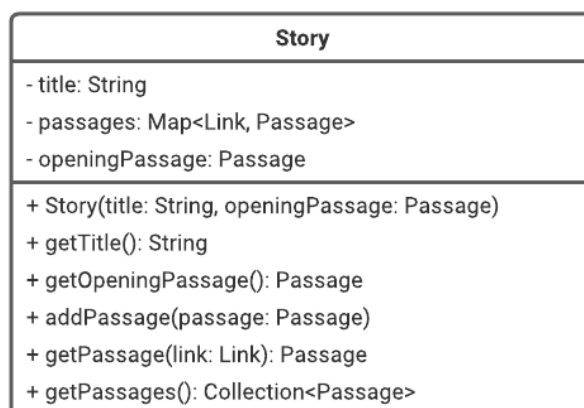 Story
- title: String
- passages: Map<Link, Passage>
- openingPassage: Passage
+ Story(title: String, openingPassage: Passage)
+ getTitle(): String
+ getOpeningPassage(): Passage
+ addPassage(passage: Passage)
+ getPassage(link: Link): Passage
+ getPassages(): Collection<Passage>